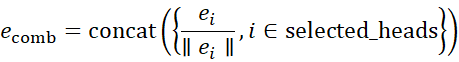 e_comb = concat({e_i / ‖ e_i ‖, i ∈ selected_heads})